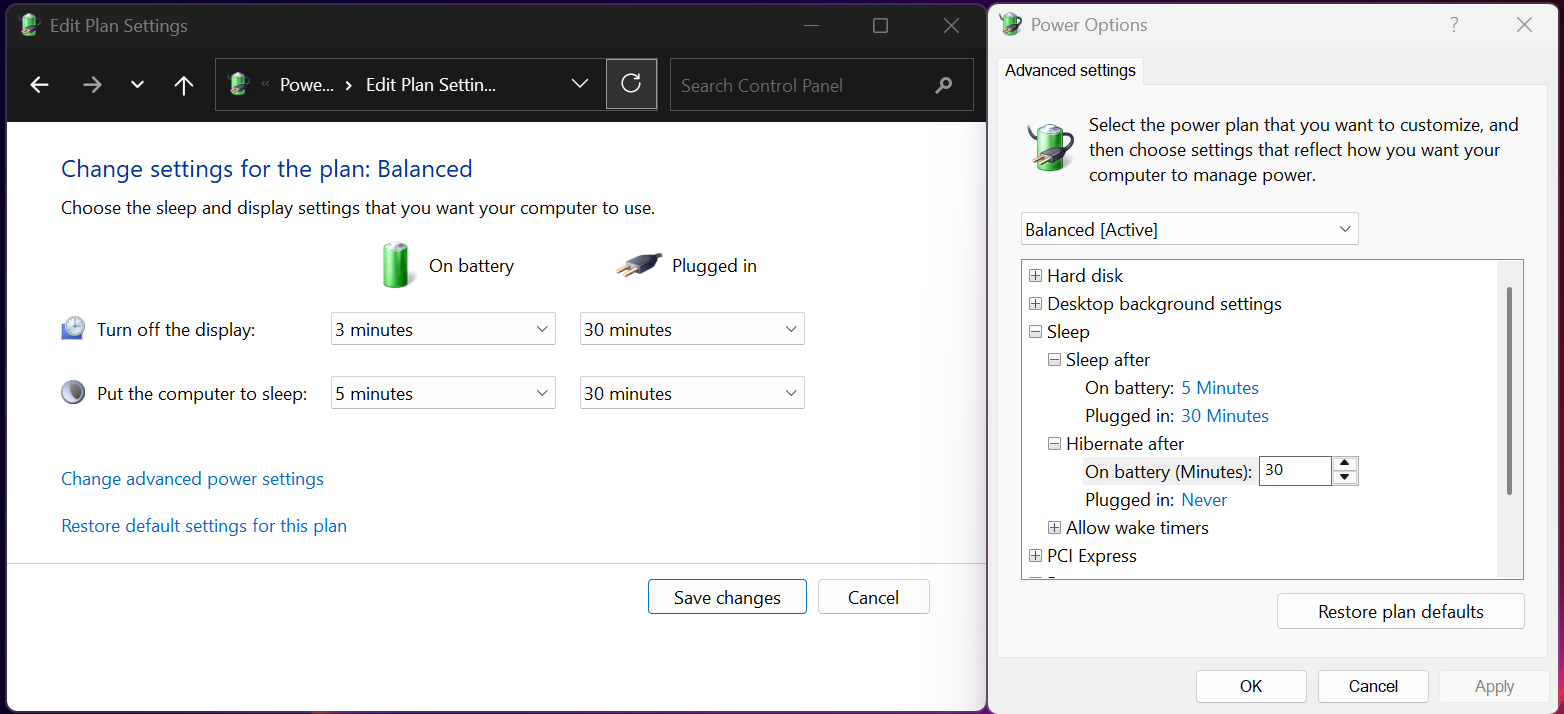 Edit Plan Settings
« Powe... › Edit Plan Settin...
Search Control Panel
Change settings for the plan: Balanced
Choose the sleep and display settings that you want your computer to use.
On battery Plugged in
Turn off the display: 3 minutes 30 minutes
Put the computer to sleep: 5 minutes 30 minutes
Change advanced power settings
Restore default settings for this plan
Save changes Cancel
Power Options
?
Advanced settings
Select the power plan that you want to customize, and
then choose settings that reflect how you want your
computer to manage power.
Balanced [Active]
Hard disk
Desktop background settings
Sleep
Sleep after
On battery: 5 Minutes
Plugged in: 30 Minutes
Hibernate after
On battery (Minutes): 30
Plugged in: Never
Allow wake timers
PCI Express
Restore plan defaults
OK Cancel Apply